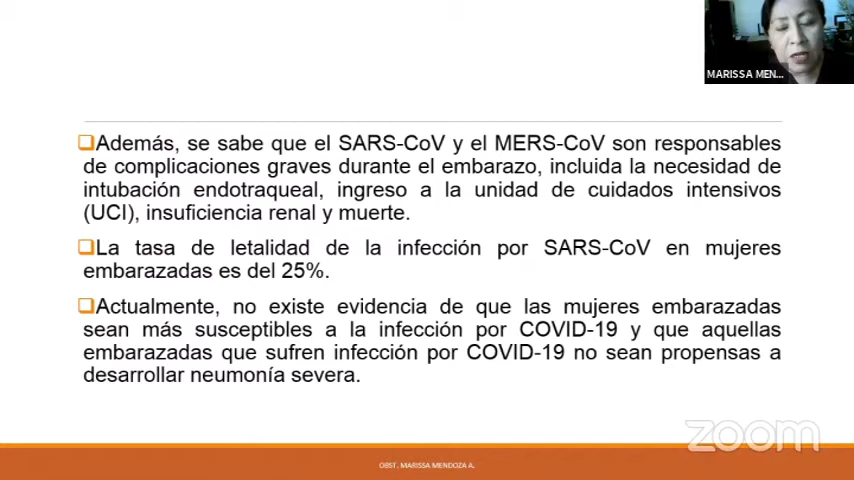 MARISSA MEN...
Además, se sabe que el SARS-CoV y el MERS-CoV son responsables
de complicaciones graves durante el embarazo, incluida la necesidad de
intubación endotraqueal, ingreso a la unidad de cuidados intensivos
(UCI), insuficiencia renal y muerte.
La tasa de letalidad de la infección por SARS-CoV en mujeres
embarazadas es del 25%.
Actualmente, no existe evidencia de que las mujeres embarazadas
sean más susceptibles a la infección por COVID-19 y que aquellas
embarazadas que sufren infección por COVID-19 no sean propensas a
desarrollar neumonía severa.
zoom
OBST. MARISSA MENDOZA A.